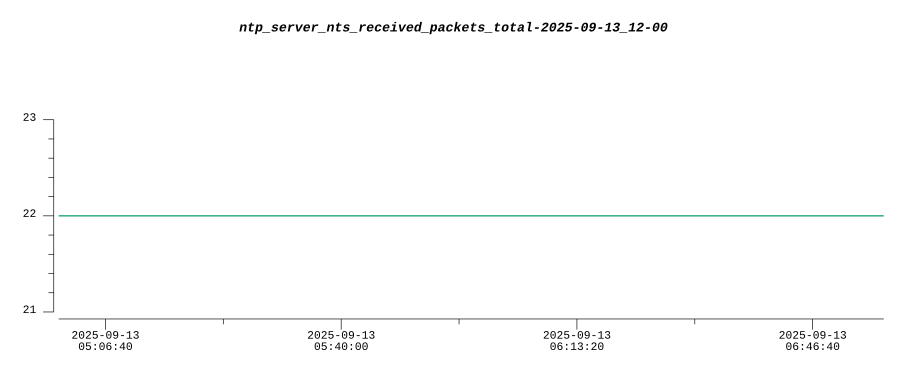 ntp_server_nts_received_packets_total-2025-09-13_12-00
23
22
21
2025-09-13 2025-09-13 2025-09-13 2025-09-13
05:06:40 05:40:00 06:13:20 06:46:40